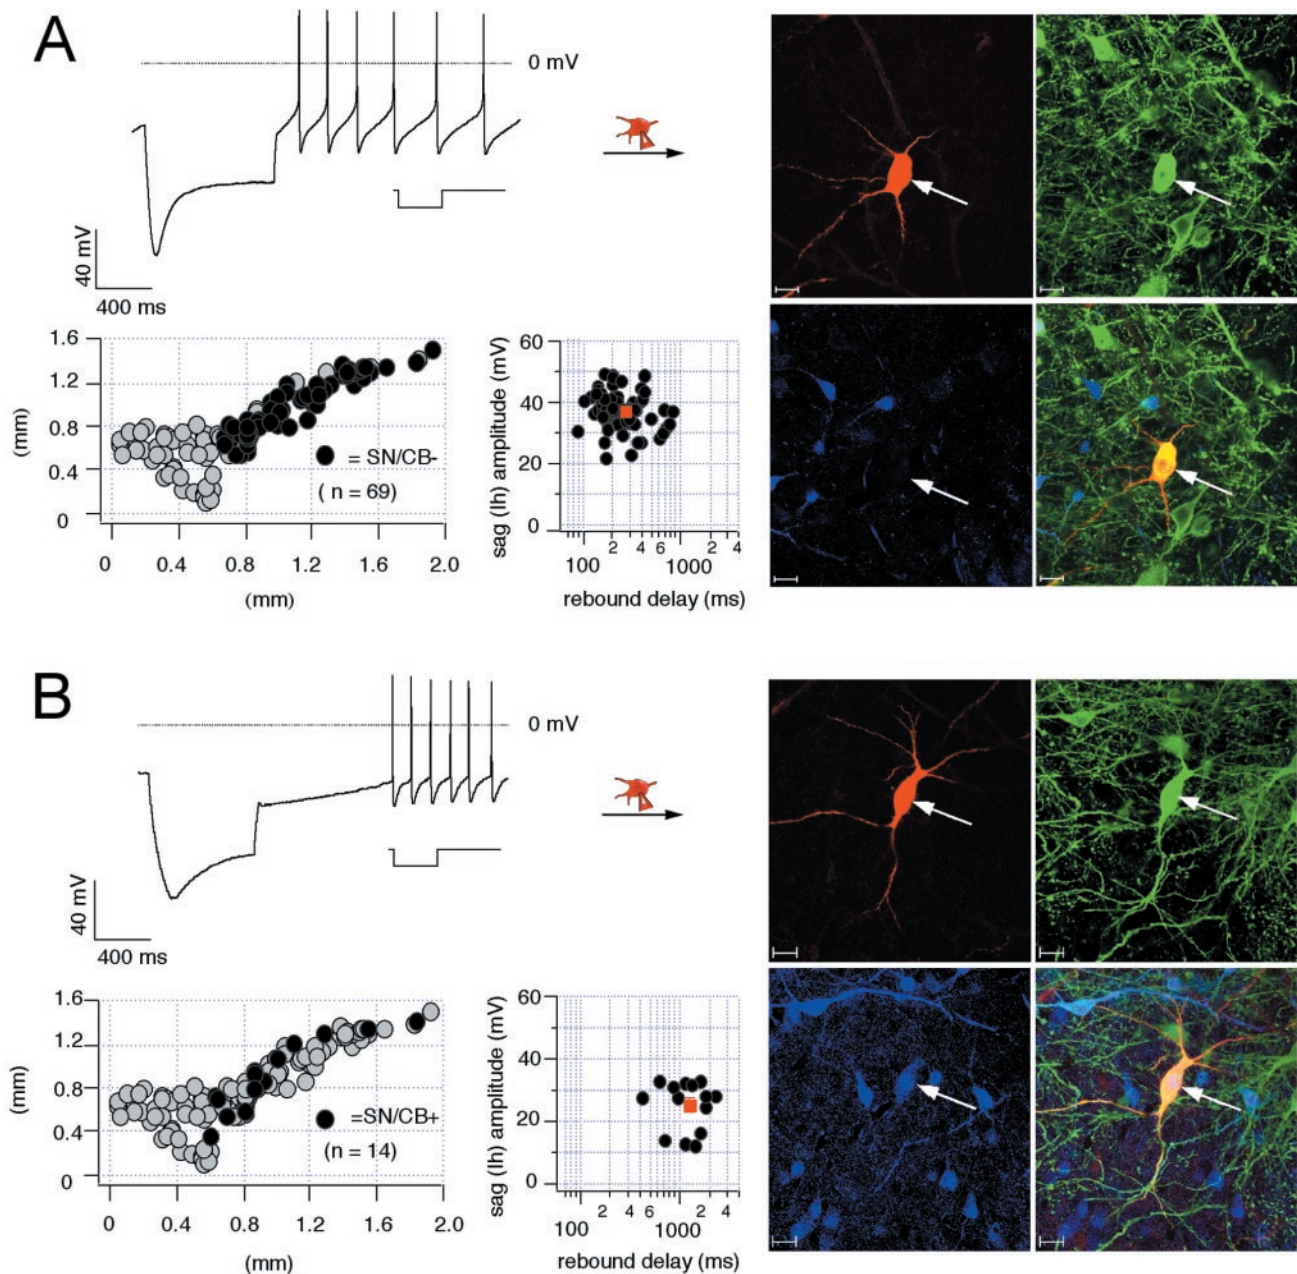 A
0 mV
40 mV
400 ms
1.6
1.2
0.8
0.4
0
(mm)
= SN/CB-
( n = 69)
0 0.4 0.8 1.2 1.6 2.0
(mm)
60
40
20
0
sag (Ih) amplitude (mV)
2 4 6 2 4
100 1000
rebound delay (ms)
B
0 mV
40 mV
400 ms
1.6
1.2
0.8
0.4
0
(mm)
=SN/CB+
(n = 14)
0 0.4 0.8 1.2 1.6 2.0
(mm)
60
40
20
0
sag (Ih) amplitude (mV)
2 4 6 2 4
100 1000
rebound delay (ms)